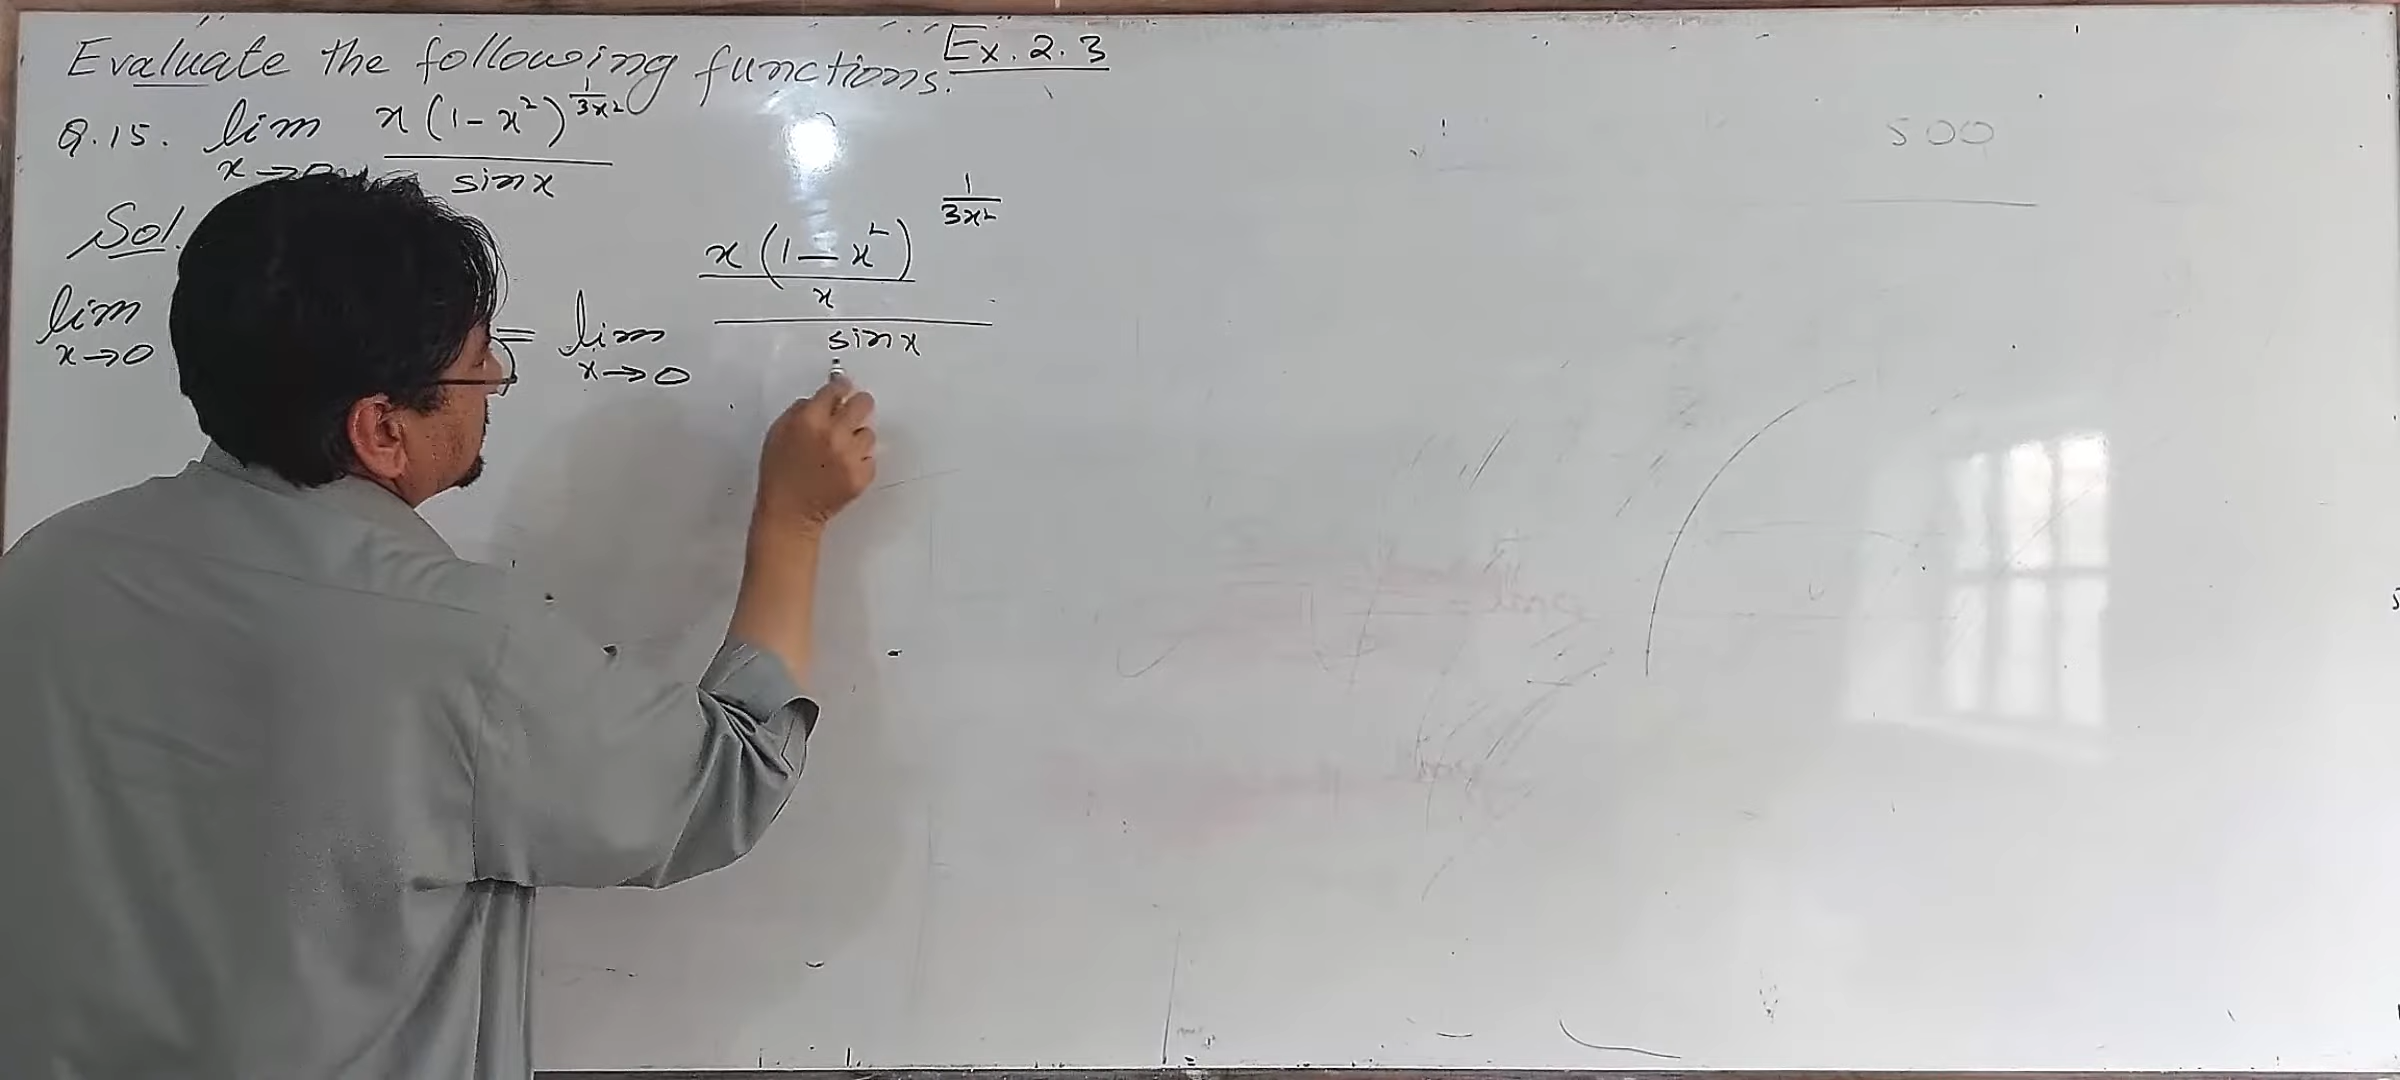 Evaluate the following functions. Ex. 2.3
Q.15. lim x→0 x(1-x²)^(1/3x²) / sinx
Sol.
lim x→0 = lim x→0 (x(1-x²)^(1/3x²) / x) / sinx
500